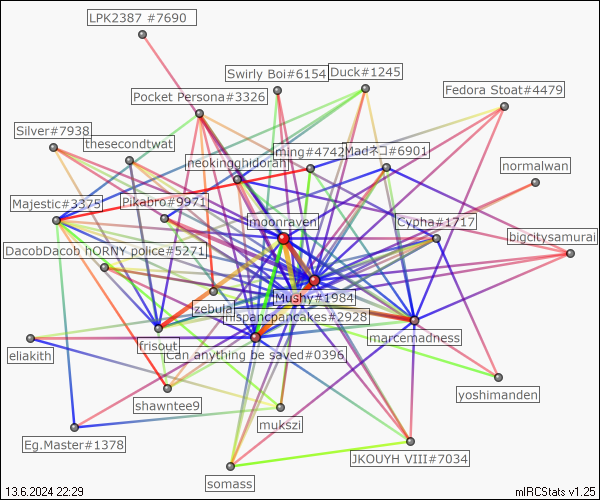 LPK2387 #7690
Swirly Boi#6154
Duck#1245
Fedora Stoat#4479
Pocket Persona#3326
Silver#7938
thesecondtwat
ming#4742
Madネコ#6901
neokingghidorah
normalwan
Majestic#3375
Pikabro#9971
moonraven
Cypha#1717
bigcitysamurai
DacobDacob hORNY police#5271
Mushy#1984
zebular
mispancpancakes#2928
marcemadness
frisout
Can anything be saved#0396
eliakith
yoshimanden
shawntee9
mukszi
Eg.Master#1378
JKOUYH VIII#7034
somass
13.6.2024 22:29
mIRCStats v1.25